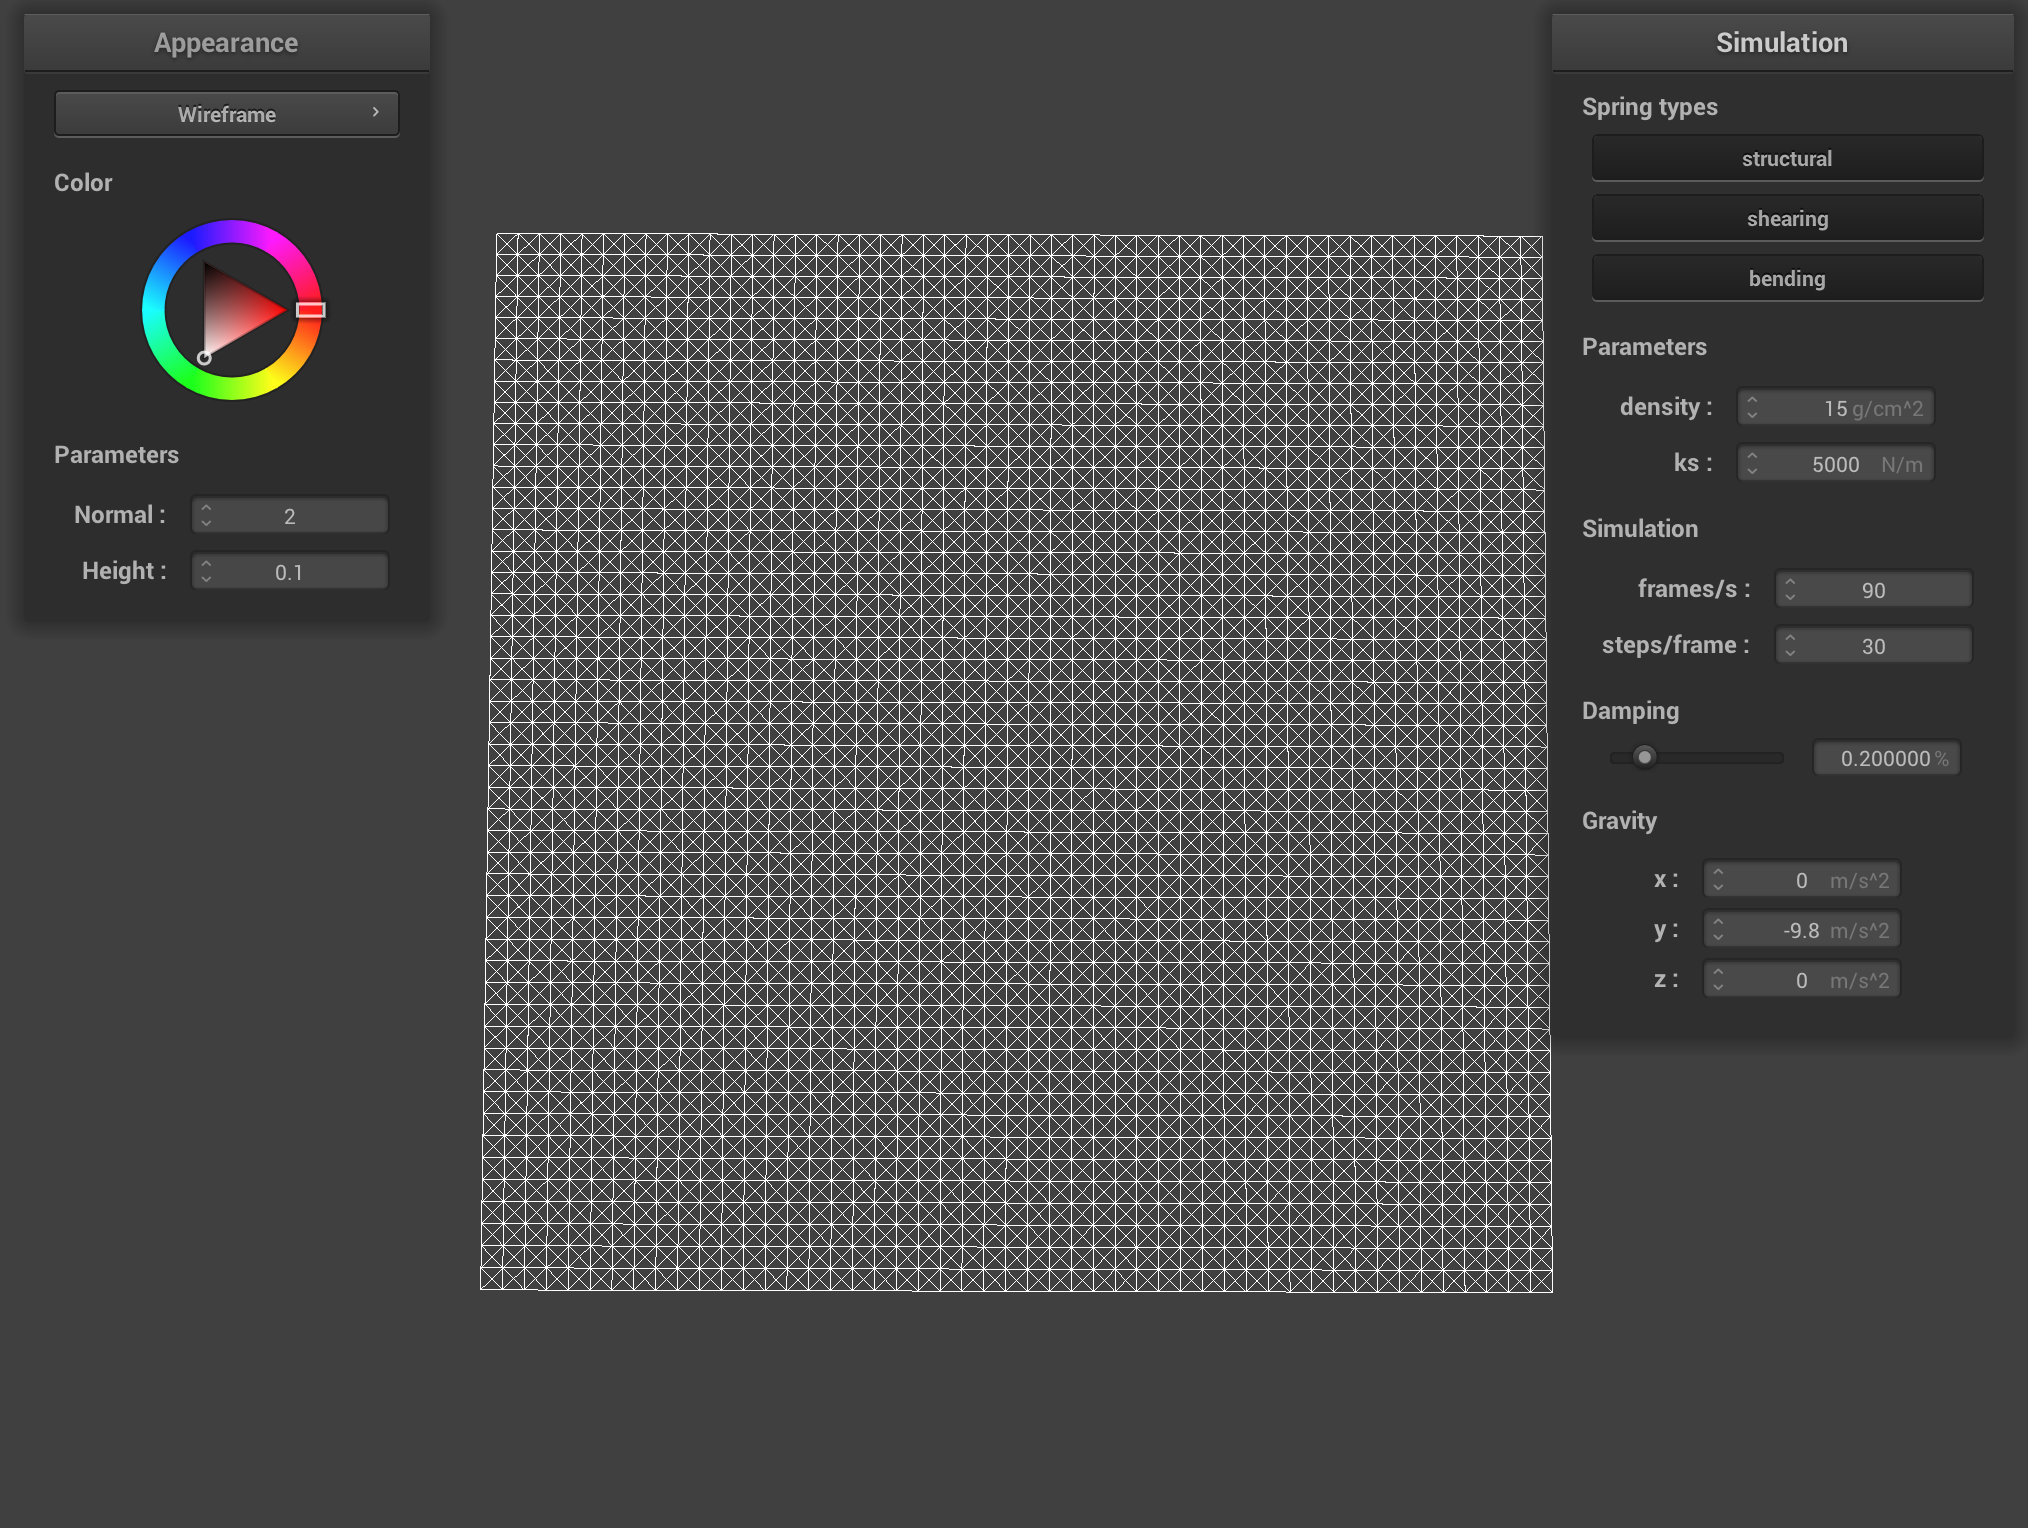 Appearance
Wireframe
Color
Parameters
Normal : 2
Height : 0.1
Simulation
Spring types
structural
shearing
bending
Parameters
density : 15 g/cm^2
ks : 5000 N/m
Simulation
frames/s : 90
steps/frame : 30
Damping
0.200000 %
Gravity
x : 0 m/s^2
y : -9.8 m/s^2
z : 0 m/s^2